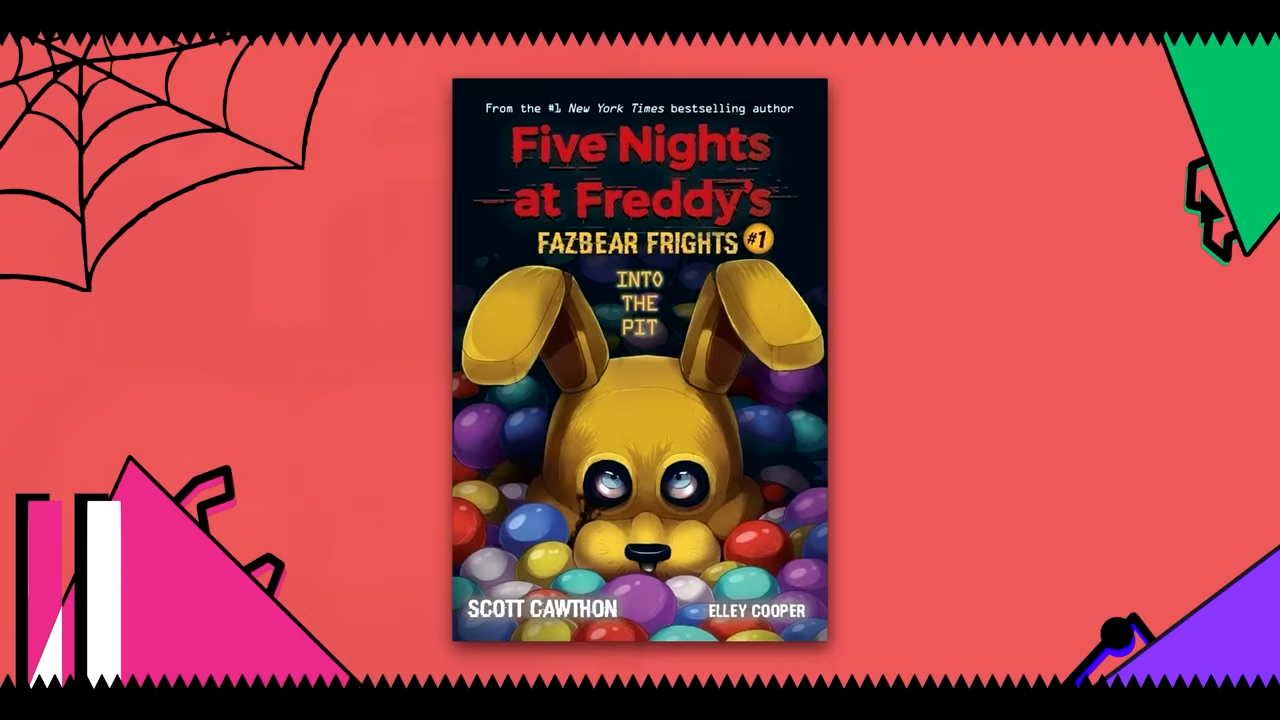 From the #1 New York Times bestselling author
Five Nights
at Freddy's
FAZBEAR FRIGHTS #1
INTO
THE
PIT
SCOTT CAWTHON
ELLEY COOPER